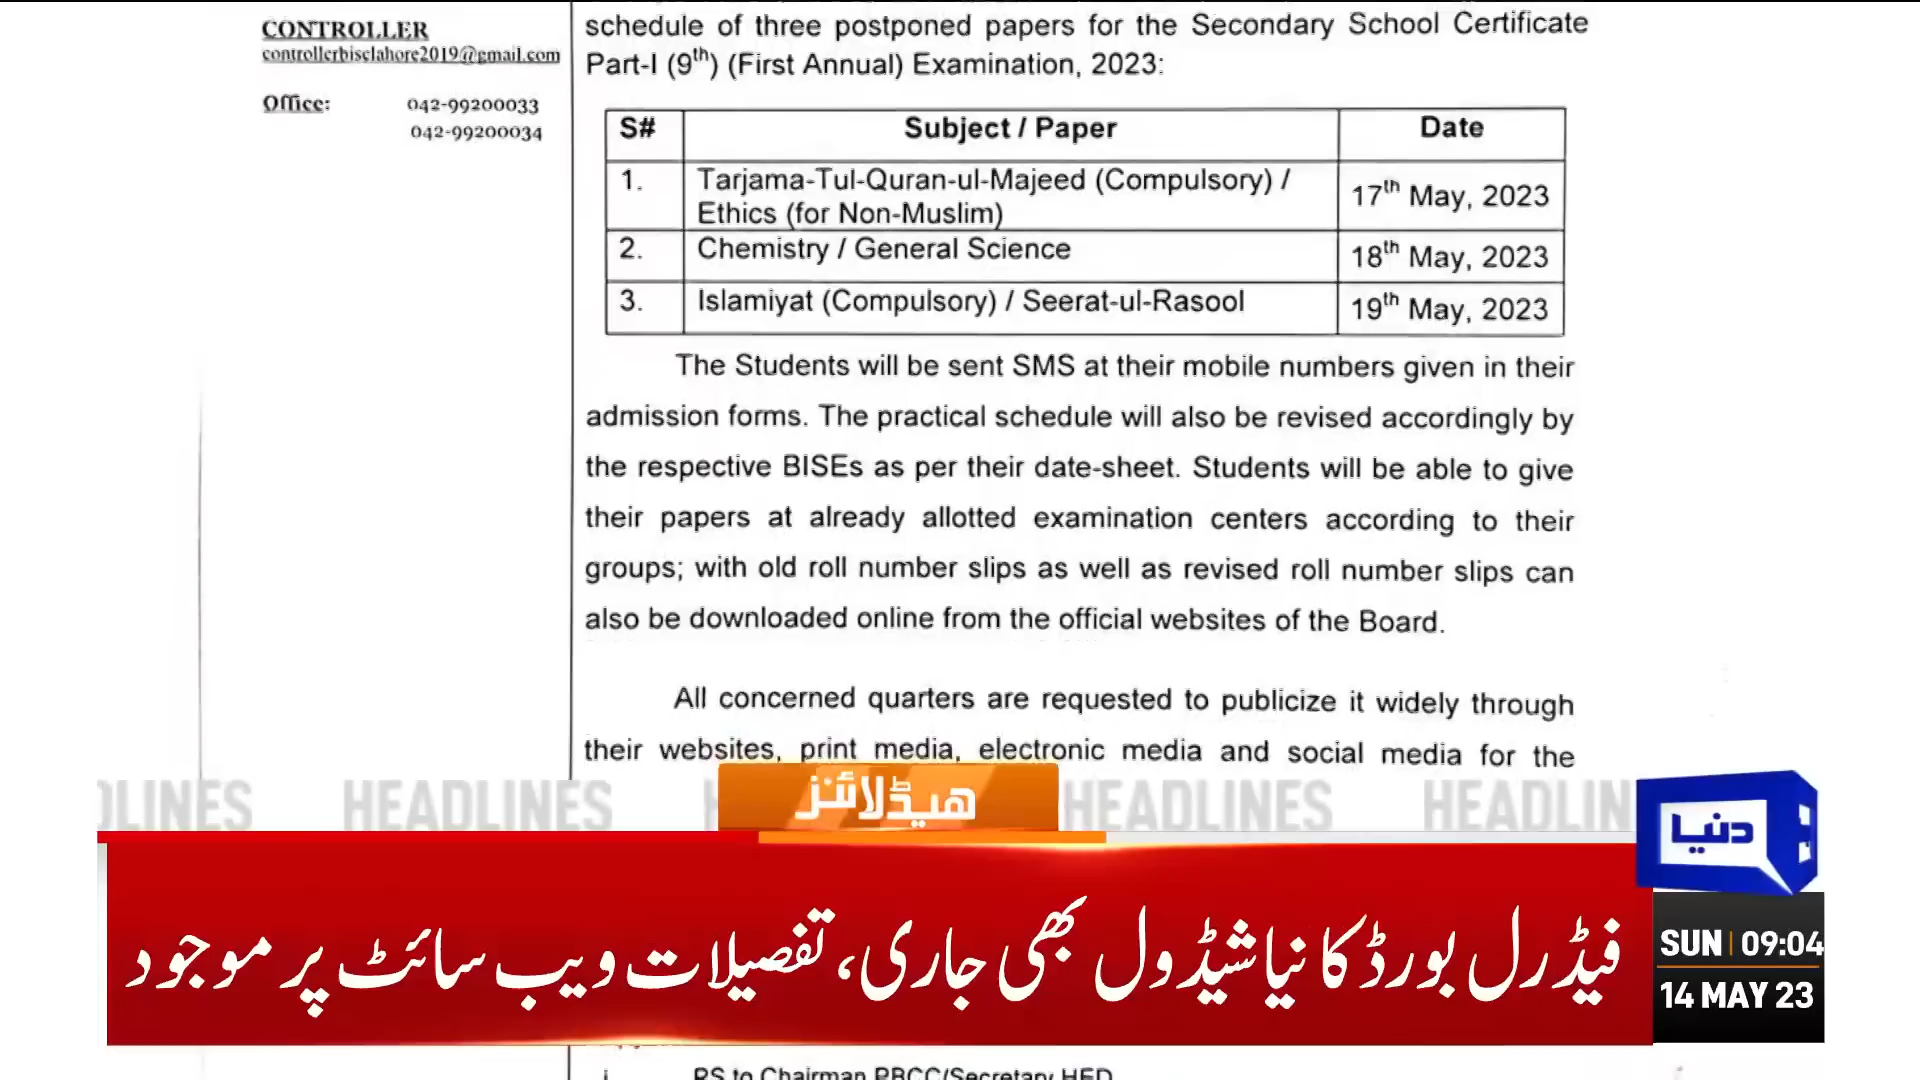 CONTROLLER
controllerbiselahore2019@gmail.com
Office: 042-99200033
042-99200034
schedule of three postponed papers for the Secondary School Certificate
Part-I (9th) (First Annual) Examination, 2023:
S# Subject / Paper Date
1. Tarjama-Tul-Quran-ul-Majeed (Compulsory) /
Ethics (for Non-Muslim) 17th May, 2023
2. Chemistry / General Science 18th May, 2023
3. Islamiyat (Compulsory) / Seerat-ul-Rasool 19th May, 2023
The Students will be sent SMS at their mobile numbers given in their
admission forms. The practical schedule will also be revised accordingly by
the respective BISEs as per their date-sheet. Students will be able to give
their papers at already allotted examination centers according to their
groups; with old roll number slips as well as revised roll number slips can
also be downloaded online from the official websites of the Board.
All concerned quarters are requested to publicize it widely through
their websites, print media, electronic media and social media for the
HEADLINES HEADLINES
ھیڈلائنز
دنیا
فیڈرل بورڈ کا نیا شیڈول بھی جاری، تفصیلات ویب سائٹ پر موجود
SUN 09:04
14 MAY 23
PS to Chairman PBCC/Secretary HED